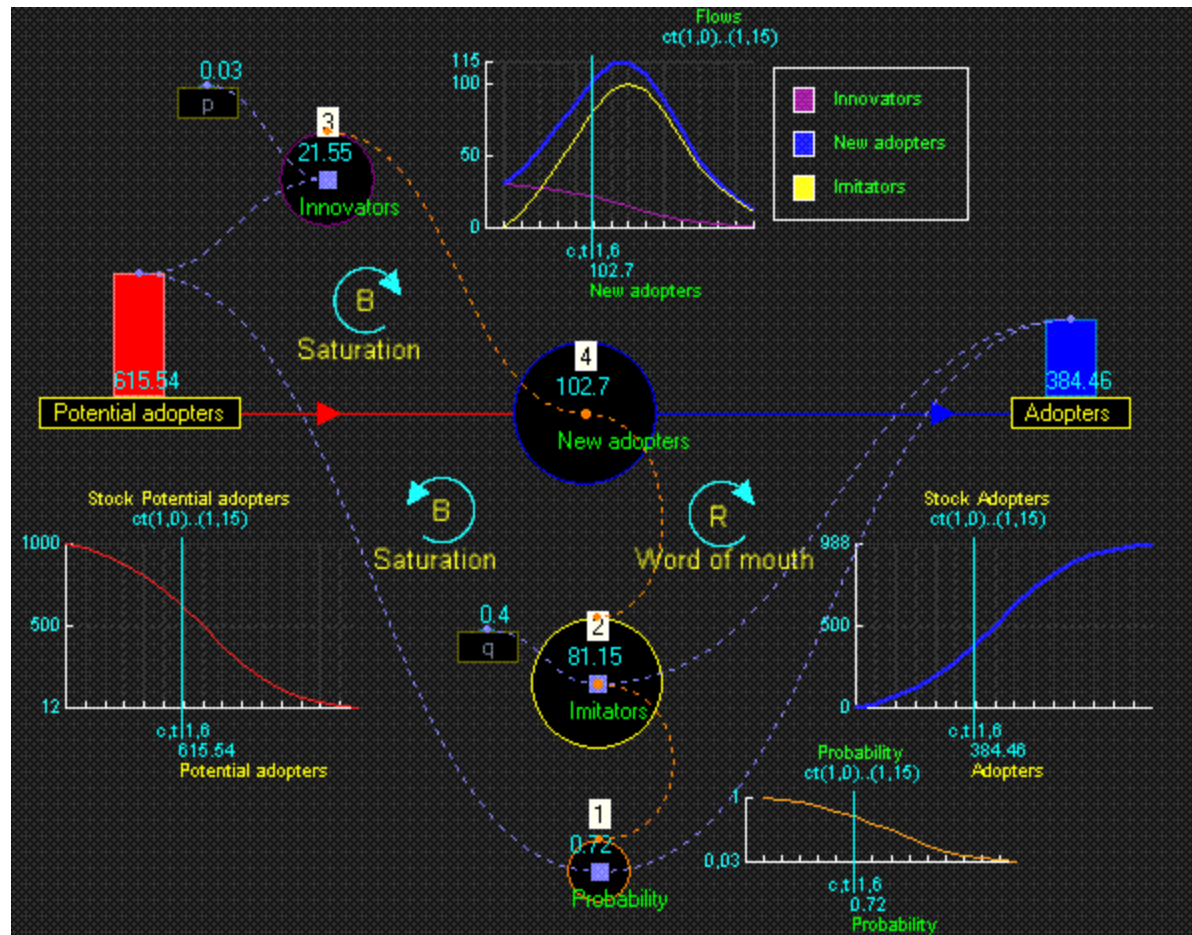 Flows
ct(1,0)..(1,15)
115
100
50
0
c,t|1,6
102.7
New adopters
Innovators
New adopters
Imitators
0.03
p
3
21.55
Innovators
B
Saturation
615.54
Potential adopters
4
102.7
New adopters
384.46
Adopters
B
Saturation
R
Word of mouth
Stock Potential adopters
ct(1,0)..(1,15)
1000
500
12
c,t|1,6
615.54
Potential adopters
Stock Adopters
ct(1,0)..(1,15)
988
500
0
c,t|1,6
384.46
Adopters
0.4
q
2
81.15
Imitators
1
0.72
Probability
Probability
ct(1,0)..(1,15)
1
0,03
c,t|1,6
0.72
Probability